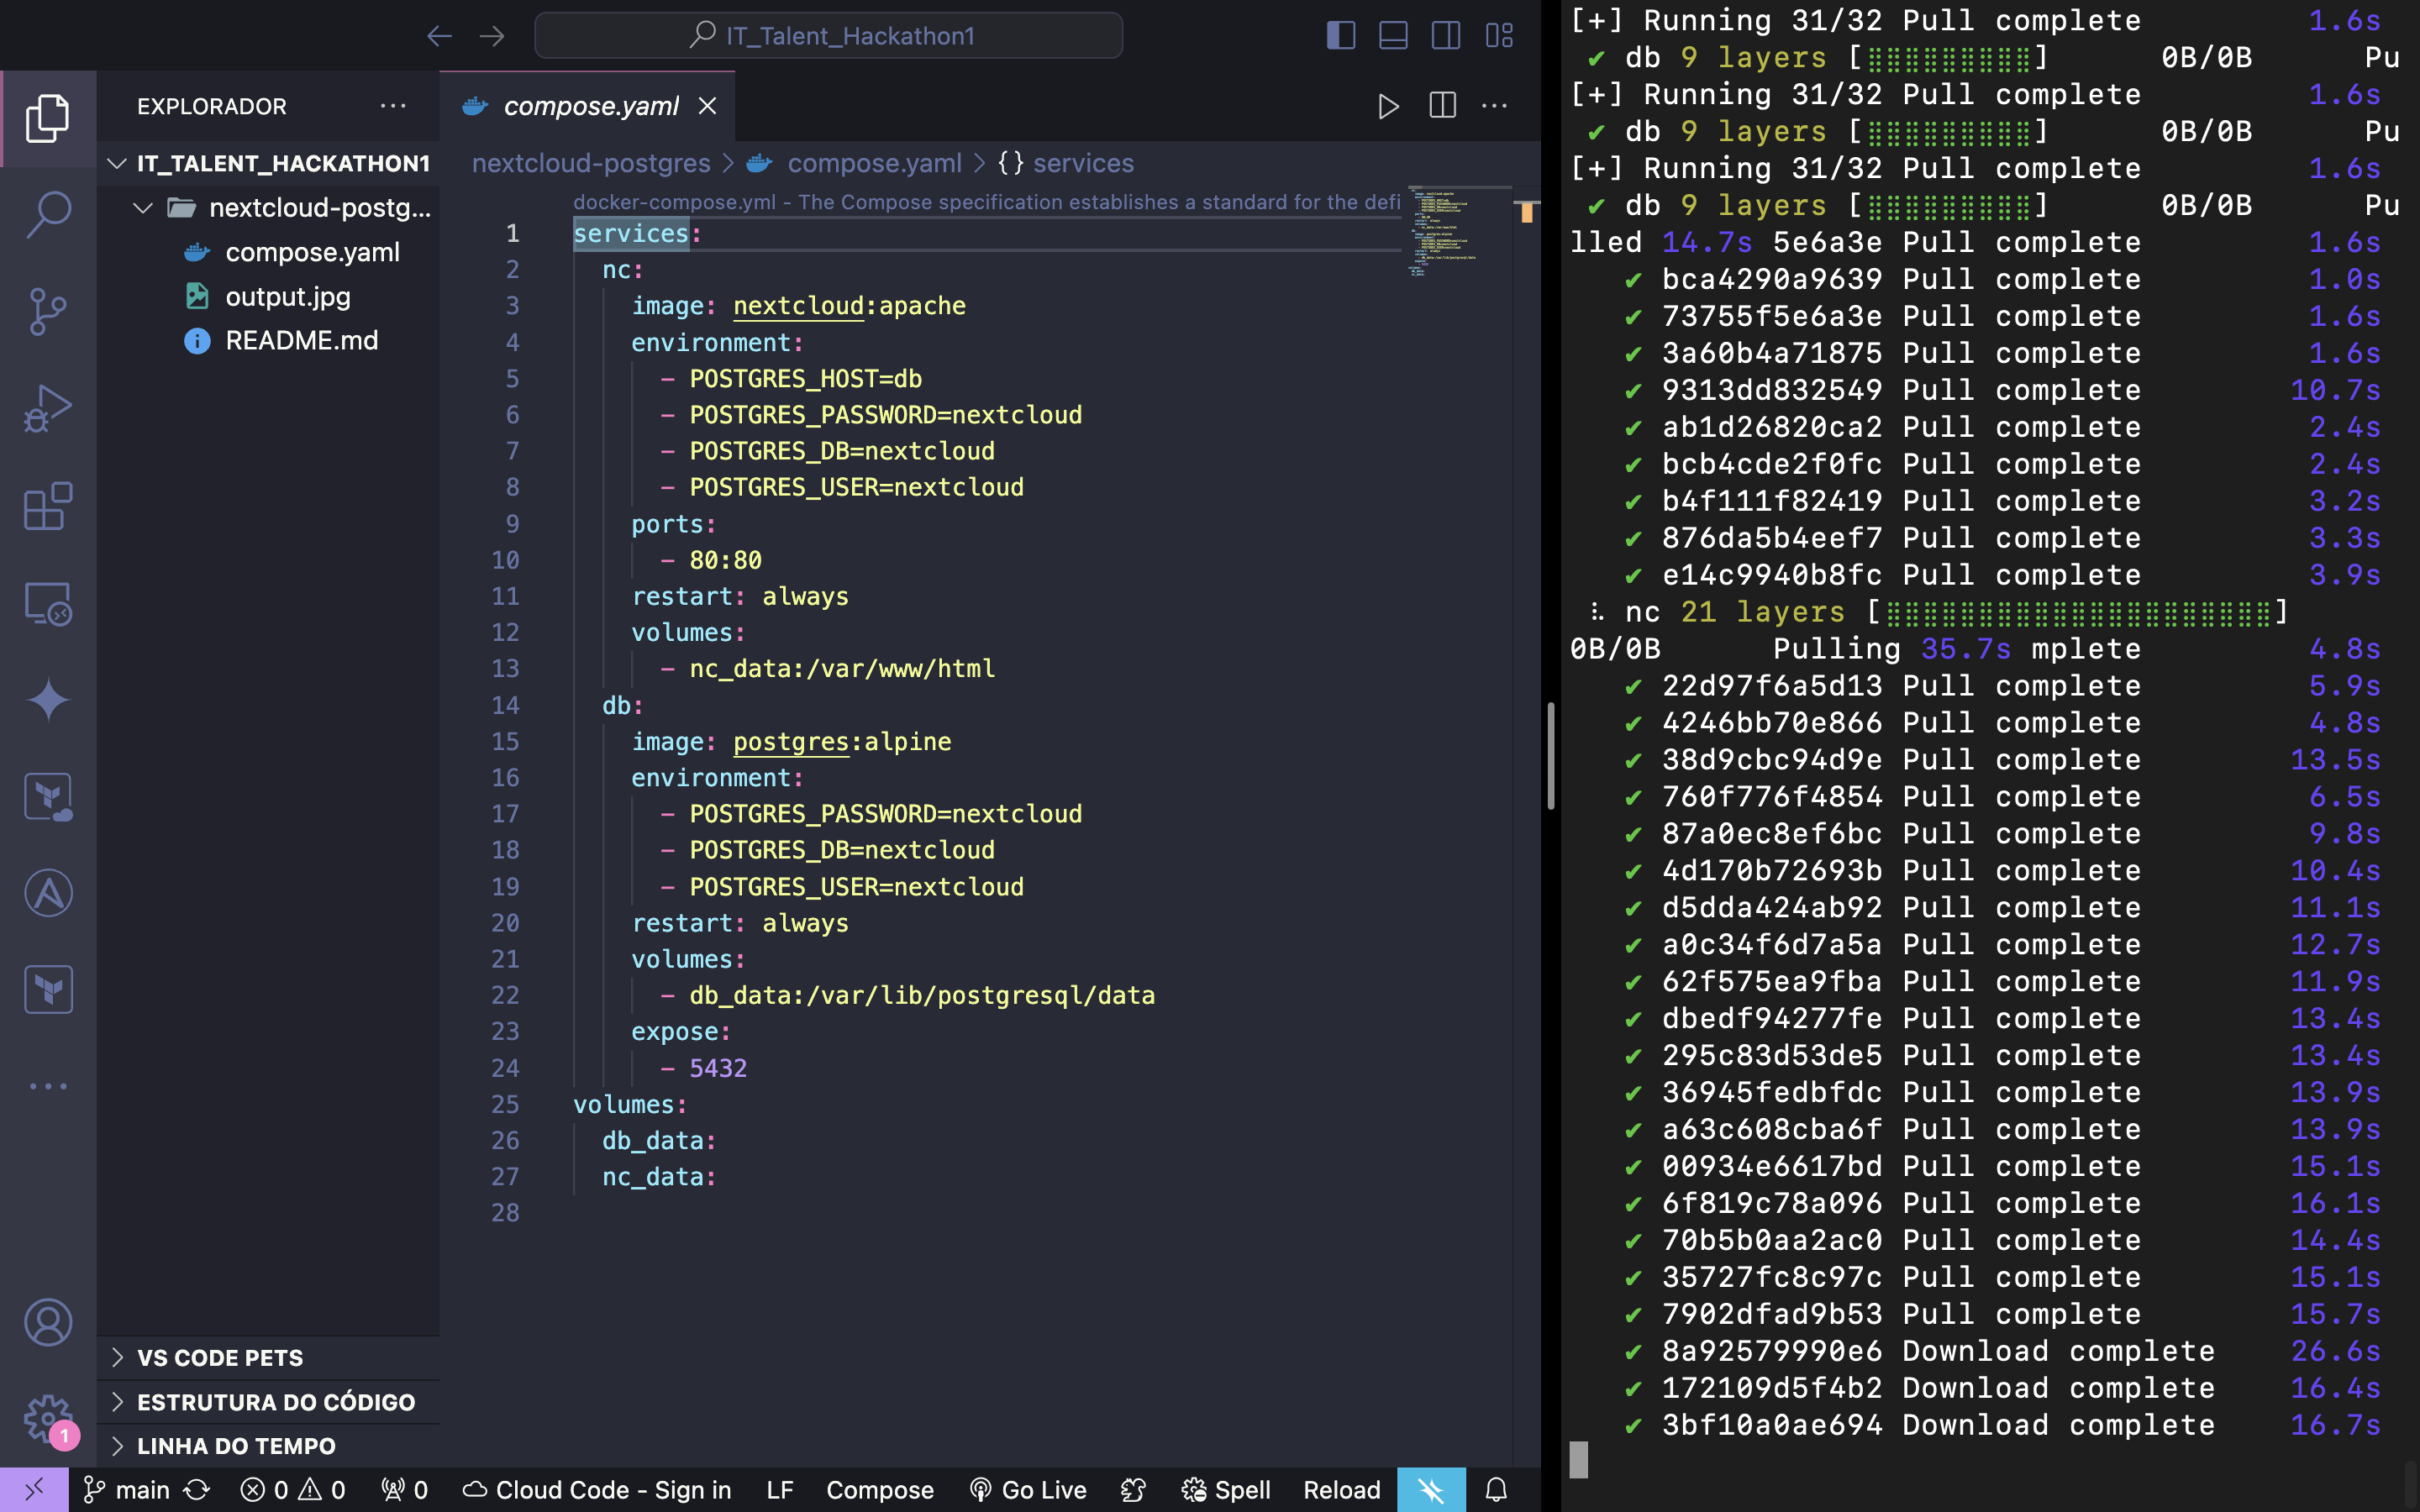 IT_Talent_Hackathon1
EXPLORADOR
IT_TALENT_HACKATHON1
nextcloud-postg...
compose.yaml
output.jpg
README.md
VS CODE PETS
ESTRUTURA DO CÓDIGO
LINHA DO TEMPO
compose.yaml
nextcloud-postgres > compose.yaml > {} services
docker-compose.yml - The Compose specification establishes a standard for the defi
1 services:
2 nc:
3 image: nextcloud:apache
4 environment:
5 - POSTGRES_HOST=db
6 - POSTGRES_PASSWORD=nextcloud
7 - POSTGRES_DB=nextcloud
8 - POSTGRES_USER=nextcloud
9 ports:
10 - 80:80
11 restart: always
12 volumes:
13 - nc_data:/var/www/html
14 db:
15 image: postgres:alpine
16 environment:
17 - POSTGRES_PASSWORD=nextcloud
18 - POSTGRES_DB=nextcloud
19 - POSTGRES_USER=nextcloud
20 restart: always
21 volumes:
22 - db_data:/var/lib/postgresql/data
23 expose:
24 - 5432
25 volumes:
26 db_data:
27 nc_data:
28
[+] Running 31/32 Pull complete 1.6s
✔ db 9 layers [⣿⣿⣿⣿⣿⣿⣿⣿⣿] 0B/0B Pu
[+] Running 31/32 Pull complete 1.6s
✔ db 9 layers [⣿⣿⣿⣿⣿⣿⣿⣿⣿] 0B/0B Pu
[+] Running 31/32 Pull complete 1.6s
✔ db 9 layers [⣿⣿⣿⣿⣿⣿⣿⣿⣿] 0B/0B Pu
lled 14.7s 5e6a3e Pull complete 1.6s
✔ bca4290a9639 Pull complete 1.0s
✔ 73755f5e6a3e Pull complete 1.6s
✔ 3a60b4a71875 Pull complete 1.6s
✔ 9313dd832549 Pull complete 10.7s
✔ ab1d26820ca2 Pull complete 2.4s
✔ bcb4cde2f0fc Pull complete 2.4s
✔ b4f111f82419 Pull complete 3.2s
✔ 876da5b4eef7 Pull complete 3.3s
✔ e14c9940b8fc Pull complete 3.9s
⠧ nc 21 layers [⣿⣿⣿⣿⣿⣿⣿⣿⣿⣿⣿⣿⣿⣿⣿⣿⣿⣿⣿⣿⣿]
0B/0B Pulling 35.7s mplete 4.8s
✔ 22d97f6a5d13 Pull complete 5.9s
✔ 4246bb70e866 Pull complete 4.8s
✔ 38d9cbc94d9e Pull complete 13.5s
✔ 760f776f4854 Pull complete 6.5s
✔ 87a0ec8ef6bc Pull complete 9.8s
✔ 4d170b72693b Pull complete 10.4s
✔ d5dda424ab92 Pull complete 11.1s
✔ a0c34f6d7a5a Pull complete 12.7s
✔ 62f575ea9fba Pull complete 11.9s
✔ dbedf94277fe Pull complete 13.4s
✔ 295c83d53de5 Pull complete 13.4s
✔ 36945fedbfdc Pull complete 13.9s
✔ a63c608cba6f Pull complete 13.9s
✔ 00934e6617bd Pull complete 15.1s
✔ 6f819c78a096 Pull complete 16.1s
✔ 70b5b0aa2ac0 Pull complete 14.4s
✔ 35727fc8c97c Pull complete 15.1s
✔ 7902dfad9b53 Pull complete 15.7s
✔ 8a92579990e6 Download complete 26.6s
✔ 172109d5f4b2 Download complete 16.4s
✔ 3bf10a0ae694 Download complete 16.7s
1
main 0 0 0 Cloud Code - Sign in LF Compose Go Live Spell Reload